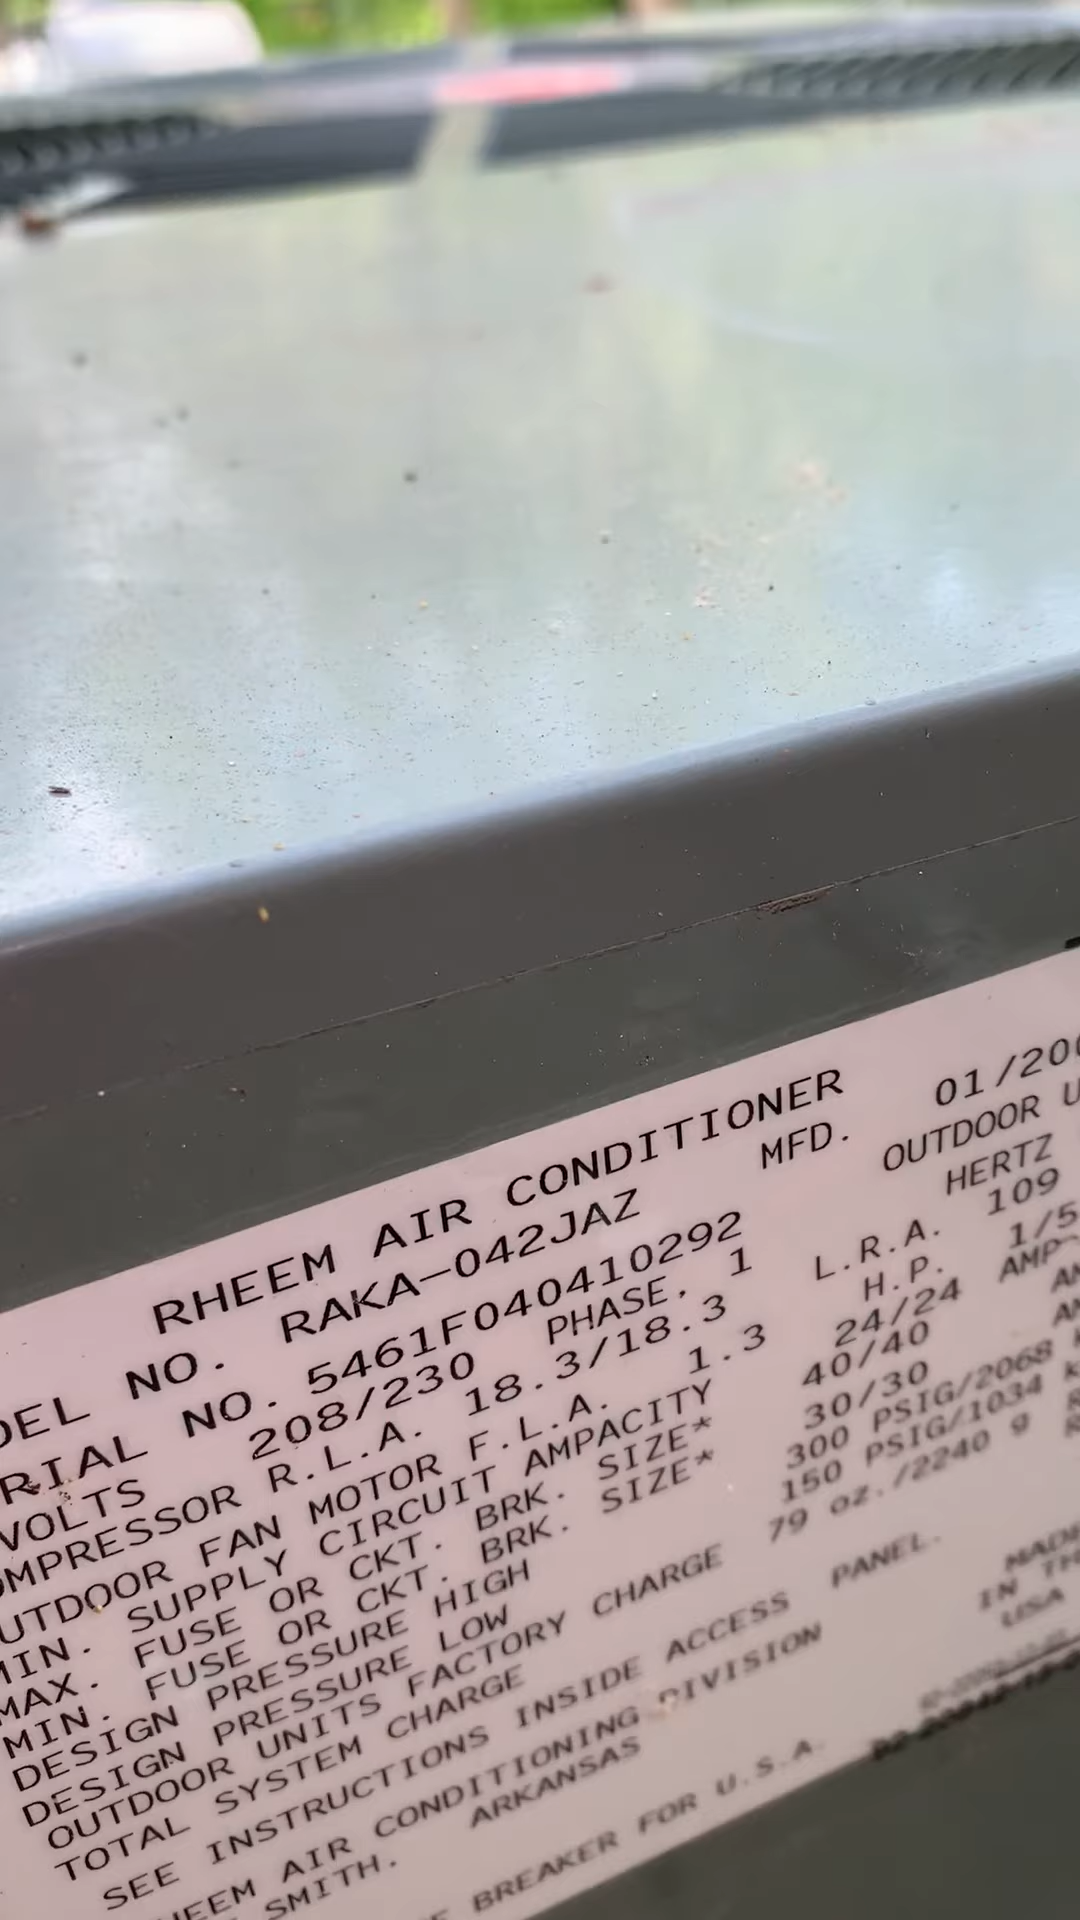 RHEEM AIR CONDITIONER
DEL NO. RAKA-042JAZ MFD. 01/200
RIAL NO. 5461F040410292 OUTDOOR U
VOLTS 208/230 PHASE. 1 HERTZ
OMPRESSOR R.L.A. 18.3/18.3 L.R.A. 109
UTDOOR FAN MOTOR F.L.A. 1.3 H.P. 1/5
MIN. SUPPLY CIRCUIT AMPACITY 24/24 AMP
MAX. FUSE OR CKT. BRK. SIZE* 40/40
MIN. FUSE OR CKT. BRK. SIZE* 30/30
DESIGN PRESSURE HIGH 300 PSIG/2068
DESIGN PRESSURE LOW 150 PSIG/1034
OUTDOOR UNITS FACTORY CHARGE 79 oz./2240 g
TOTAL SYSTEM CHARGE
SEE INSTRUCTIONS INSIDE ACCESS PANEL.
HEEM AIR CONDITIONING DIVISION
SMITH. ARKANSAS
MADE
IN TH
USA
BREAKER FOR U.S.A.